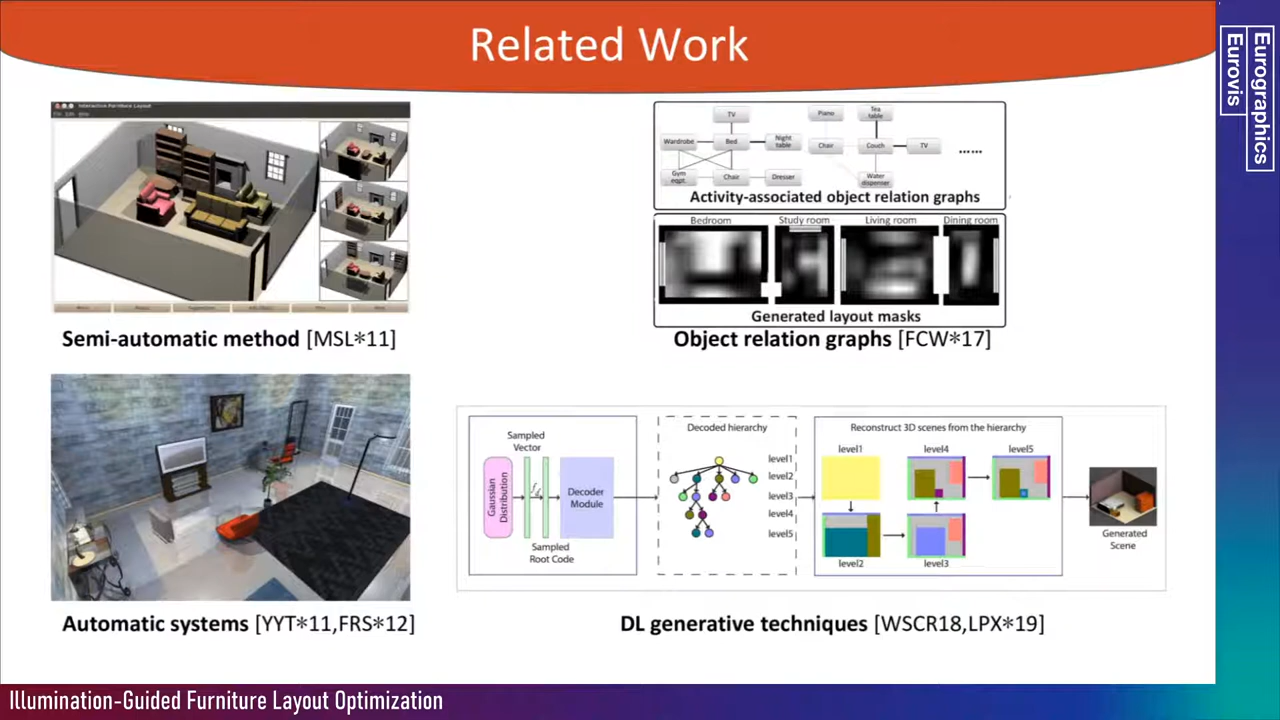 Related Work
Eurographics
Eurovis
Interactive Furniture Layout
TV
Wardrobe
Bed
Night
table
Gym
eqpt.
Chair
Dresser
Piano
Tea
table
Chair
Couch
TV
Water
dispenser
......
Activity-associated object relation graphs
Bedroom
Study room
Living room
Dining room
Generated layout masks
Semi-automatic method [MSL*11]
Object relation graphs [FCW*17]
Sampled
Vector
Gaussian
Distribution
Decoder
Module
Sampled
Root Code
Decoded hierarchy
level1
level2
level3
level4
level5
Reconstruct 3D scenes from the hierarchy
level1
level4
level5
level2
level3
Generated
Scene
Automatic systems [YYT*11,FRS*12]
DL generative techniques [WSCR18,LPX*19]
Illumination-Guided Furniture Layout Optimization